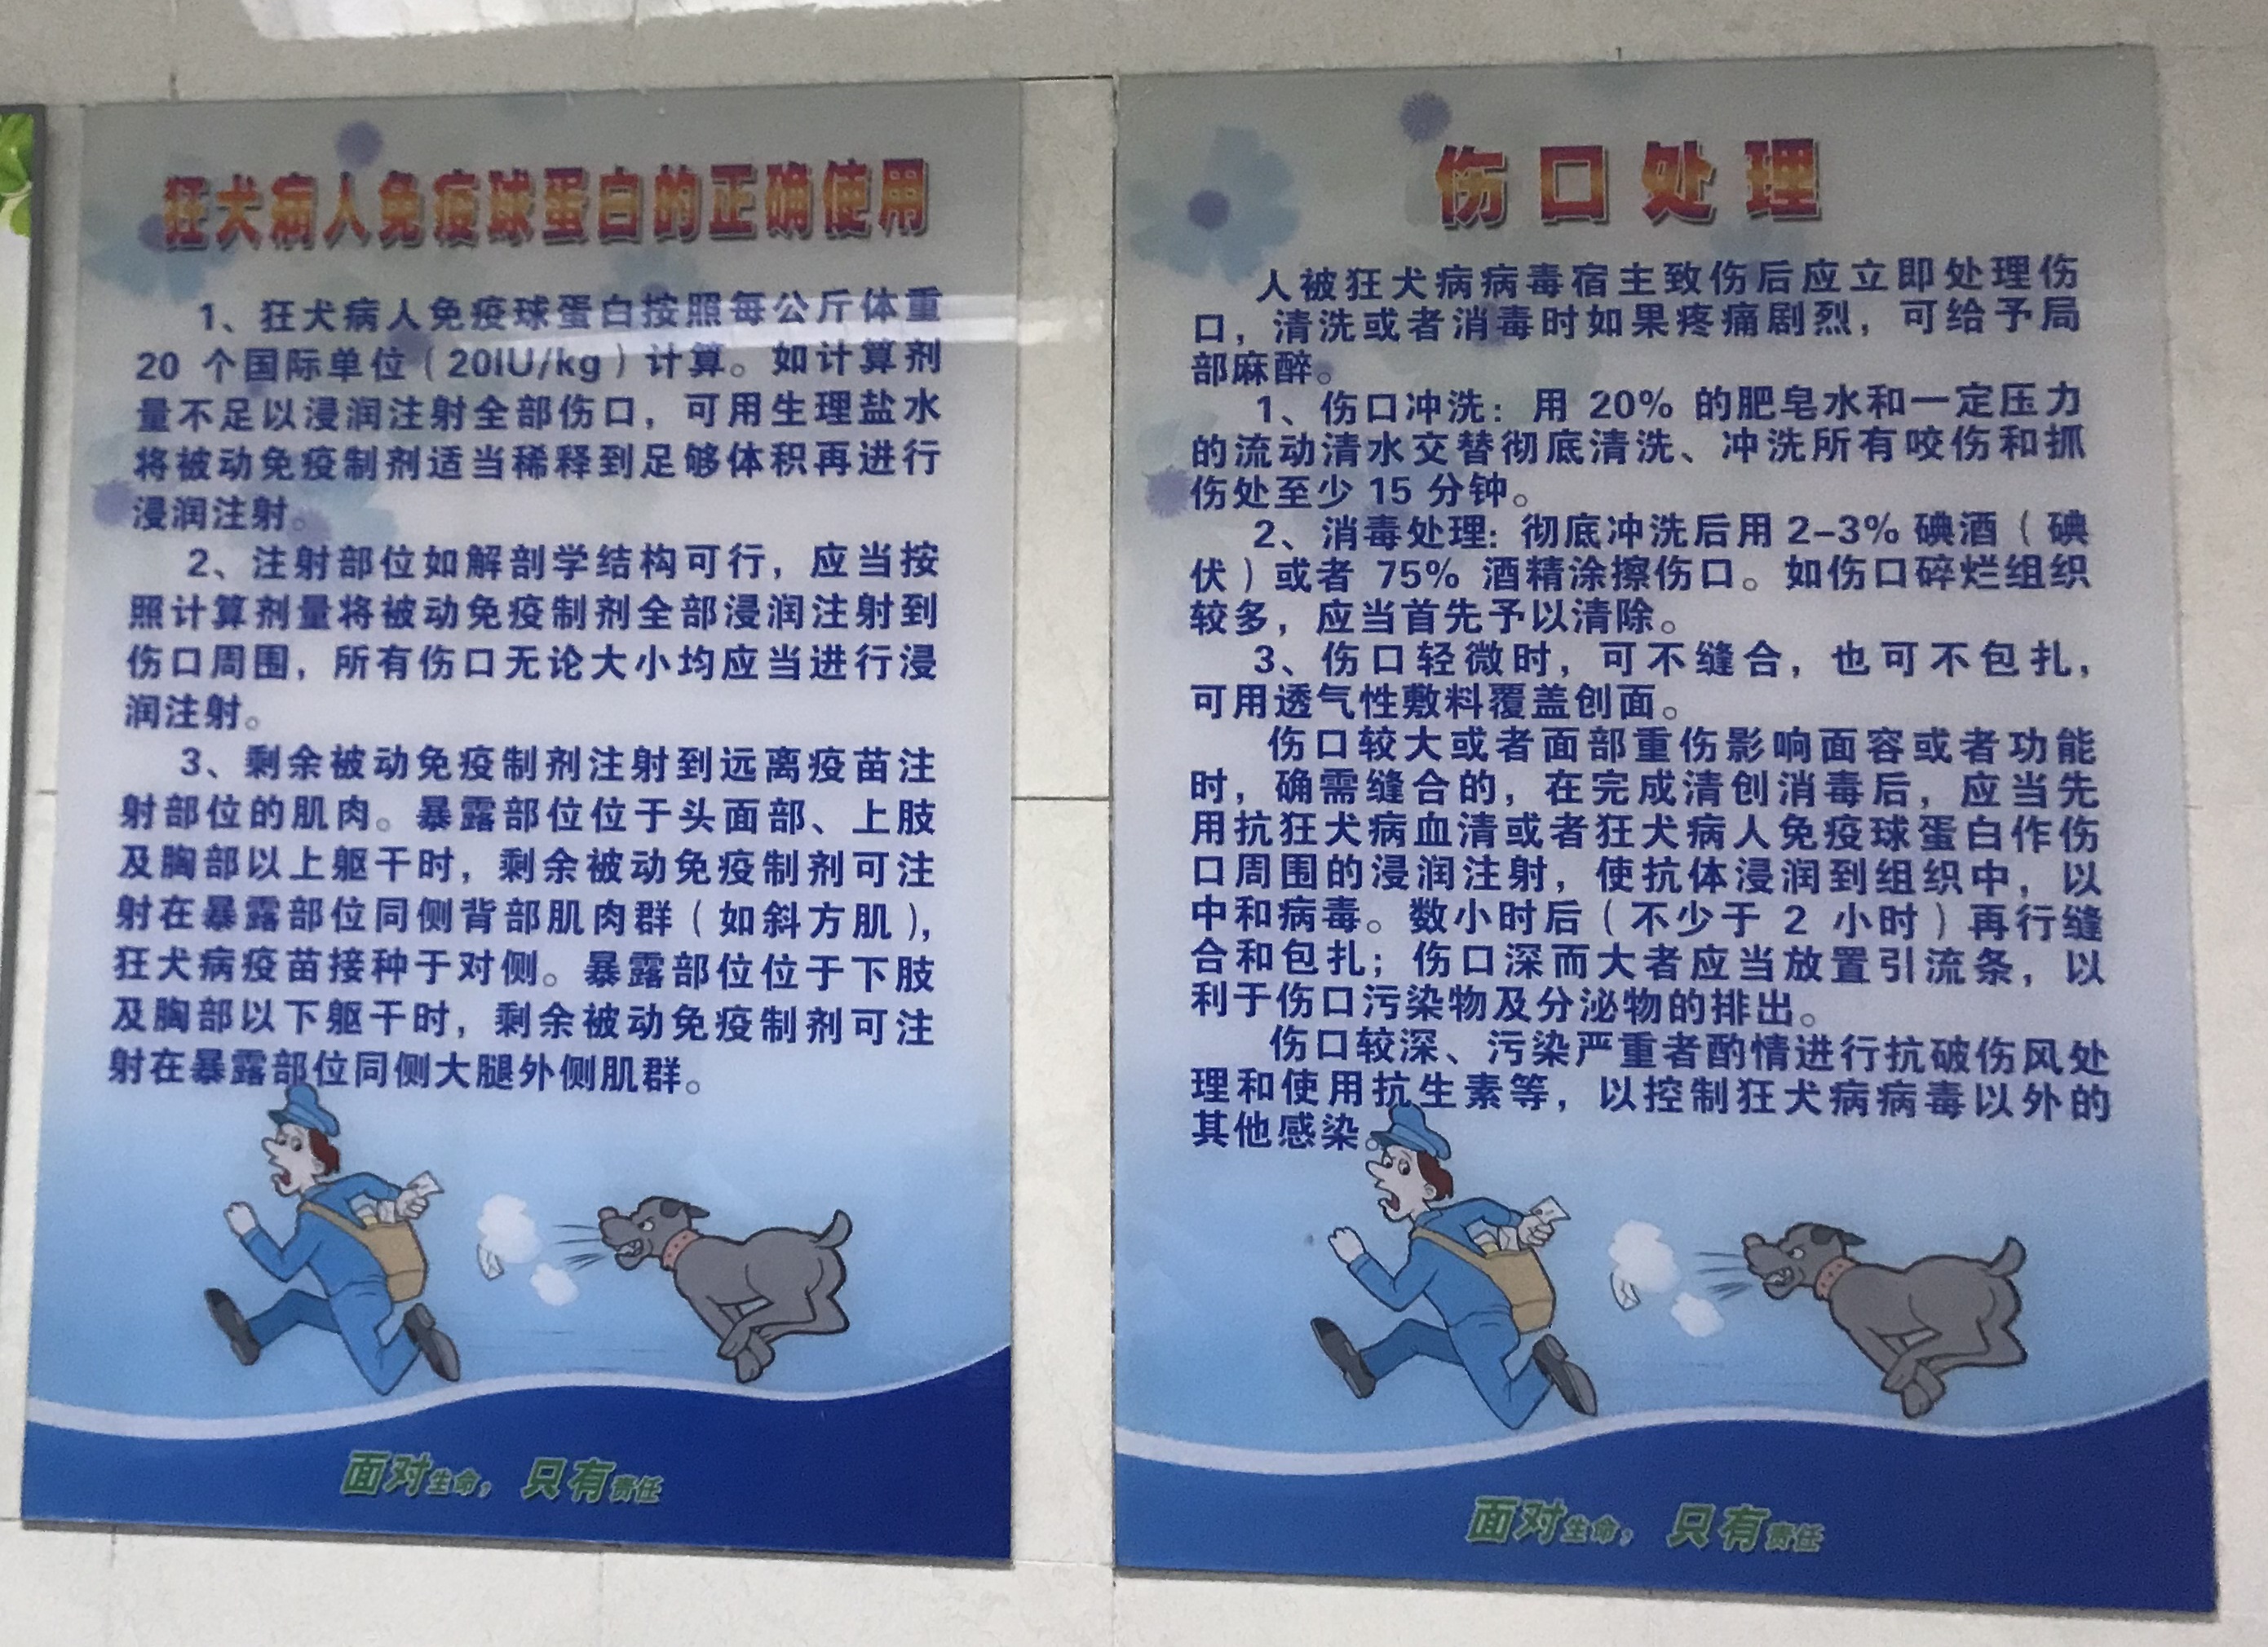 狂犬病人免疫球蛋白的正确使用
1、狂犬病人免疫球蛋白按照每公斤体重
20 个国际单位（20IU/kg）计算。如计算剂
量不足以浸润注射全部伤口，可用生理盐水
将被动免疫制剂适当稀释到足够体积再进行
浸润注射。
2、注射部位如解剖学结构可行，应当按
照计算剂量将被动免疫制剂全部浸润注射到
伤口周围，所有伤口无论大小均应当进行浸
润注射。
3、剩余被动免疫制剂注射到远离疫苗注
射部位的肌肉。暴露部位位于头面部、上肢
及胸部以上躯干时，剩余被动免疫制剂可注
射在暴露部位同侧背部肌肉群（如斜方肌），
狂犬病疫苗接种于对侧。暴露部位位于下肢
及胸部以下躯干时，剩余被动免疫制剂可注
射在暴露部位同侧大腿外侧肌群。
面对生命，只有责任
伤口处理
人被狂犬病病毒宿主致伤后应立即处理伤
口，清洗或者消毒时如果疼痛剧烈，可给予局
部麻醉。
1、伤口冲洗：用 20% 的肥皂水和一定压力
的流动清水交替彻底清洗、冲洗所有咬伤和抓
伤处至少 15 分钟。
2、消毒处理：彻底冲洗后用 2-3% 碘酒（碘
伏）或者 75% 酒精涂擦伤口。如伤口碎烂组织
较多，应当首先予以清除。
3、伤口轻微时，可不缝合，也可不包扎，
可用透气性敷料覆盖创面。
伤口较大或者面部重伤影响面容或者功能
时，确需缝合的，在完成清创消毒后，应当先
用抗狂犬病血清或者狂犬病人免疫球蛋白作伤
口周围的浸润注射，使抗体浸润到组织中，以
中和病毒。数小时后（不少于 2 小时）再行缝
合和包扎；伤口深而大者应当放置引流条，以
利于伤口污染物及分泌物的排出。
伤口较深、污染严重者酌情进行抗破伤风处
理和使用抗生素等，以控制狂犬病病毒以外的
其他感染。
面对生命，只有责任